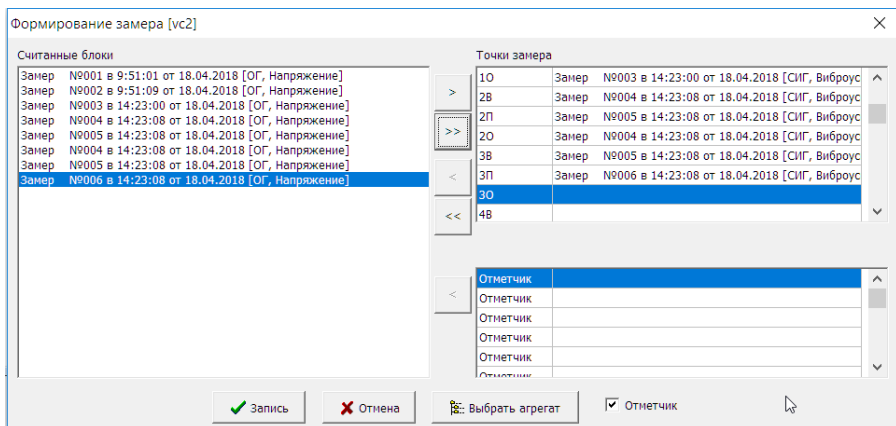 Формирование замера [vc2]
Считанные блоки
Замер №001 в 9:51:01 от 18.04.2018 [ОГ, Напряжение]
Замер №002 в 9:51:09 от 18.04.2018 [ОГ, Напряжение]
Замер №003 в 14:23:00 от 18.04.2018 [ОГ, Напряжение]
Замер №004 в 14:23:08 от 18.04.2018 [ОГ, Напряжение]
Замер №005 в 14:23:08 от 18.04.2018 [ОГ, Напряжение]
Замер №004 в 14:23:08 от 18.04.2018 [ОГ, Напряжение]
Замер №005 в 14:23:08 от 18.04.2018 [ОГ, Напряжение]
Замер №006 в 14:23:08 от 18.04.2018 [ОГ, Напряжение]
>
>>
<
<<
<
Точки замера
1О Замер №003 в 14:23:00 от 18.04.2018 [СИГ, Виброус
2В Замер №004 в 14:23:08 от 18.04.2018 [СИГ, Виброус
2П Замер №005 в 14:23:08 от 18.04.2018 [СИГ, Виброус
2О Замер №004 в 14:23:08 от 18.04.2018 [СИГ, Виброус
3В Замер №005 в 14:23:08 от 18.04.2018 [СИГ, Виброус
3П Замер №006 в 14:23:08 от 18.04.2018 [СИГ, Виброус
3О
4В
Отметчик
Отметчик
Отметчик
Отметчик
Отметчик
Отметчик
Запись
Отмена
Выбрать агрегат
Отметчик